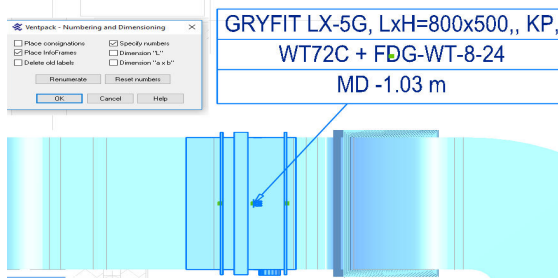 Ventpack - Numbering and Dimensioning
Place consignations
Specify numbers
Place InfoFrames
Dimension "L"
Delete old labels
Dimension "a x b"
Renumerate
Reset numbers
OK
Cancel
Help
GRYFIT LX-5G, LxH=800x500,, KP,
WT72C + FDG-WT-8-24
MD -1.03 m